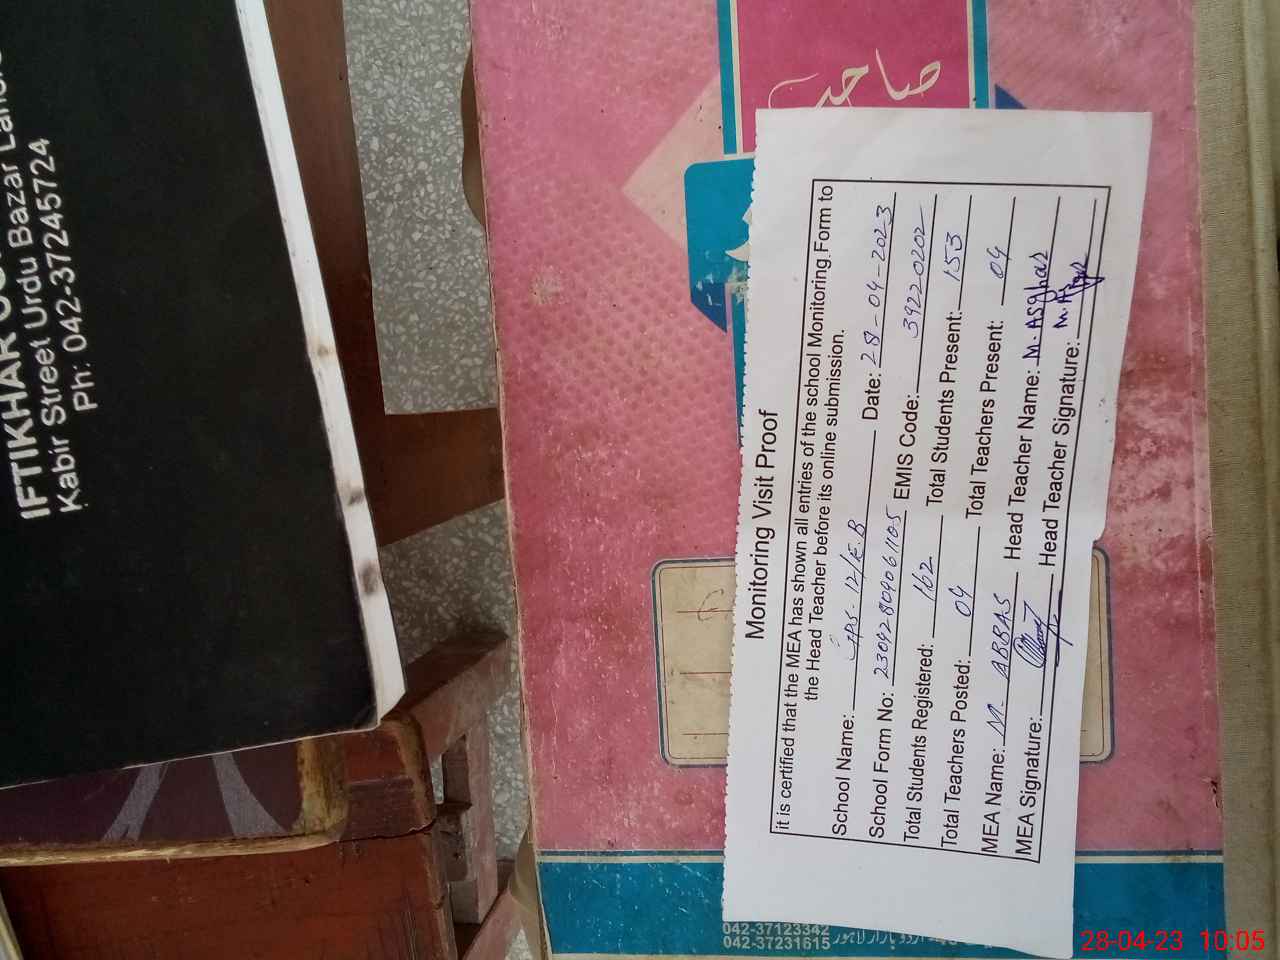 IFTIKHAR
Kabir Street Urdu Bazar
Ph: 042-37245724
صاحب
Monitoring Visit Proof
it is certified that the MEA has shown all entries of the school Monitoring Form to
the Head Teacher before its online submission.
School Name: GPS. 12/E.B Date: 28-04-2023
School Form No: 23042809061105 EMIS Code: 39220202
Total Students Registered: 162 Total Students Present: 153
Total Teachers Posted: 04 Total Teachers Present: 04
MEA Name: M. ABBAS Head Teacher Name: M. ASghar
MEA Signature: Head Teacher Signature:
042-37123342
042-37231615
28-04-23 10:05